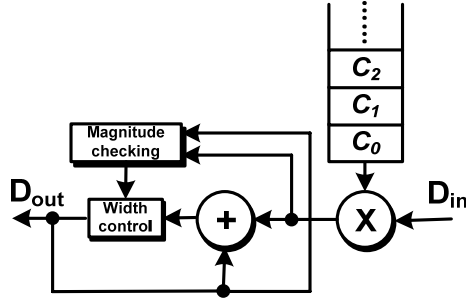 C2
C1
Magnitude
checking
C0
Dout
Width
control
+
X
Din